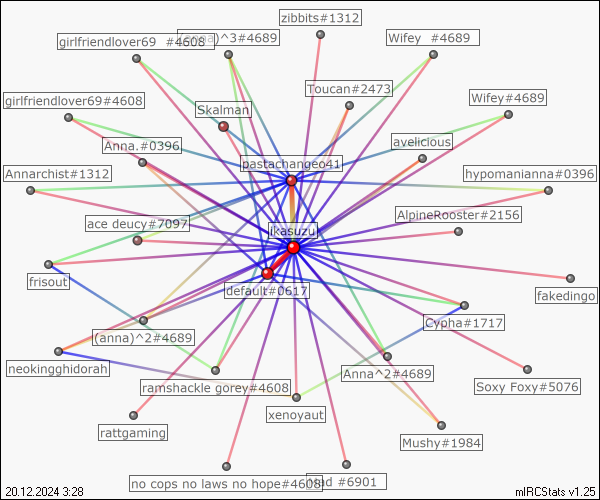 zibbits#1312
girlfriendlover69 #4608
)^3#4689
Wifey #4689
Toucan#2473
girlfriendlover69#4608
Wifey#4689
Skalman
Anna.#0396
avelicious
pastachangeo41
Annarchist#1312
hypomanianna#0396
ace deucy#7097
AlpineRooster#2156
ikasuzu
frisout
default#0617
fakedingo
(anna)^2#4689
Cypha#1717
neokingghidorah
Anna^2#4689
ramshackle gorey#4608
Soxy Foxy#5076
xenoyaut
rattgaming
Mushy#1984
no cops no laws no hope#4608
#6901
20.12.2024 3:28
mIRCStats v1.25